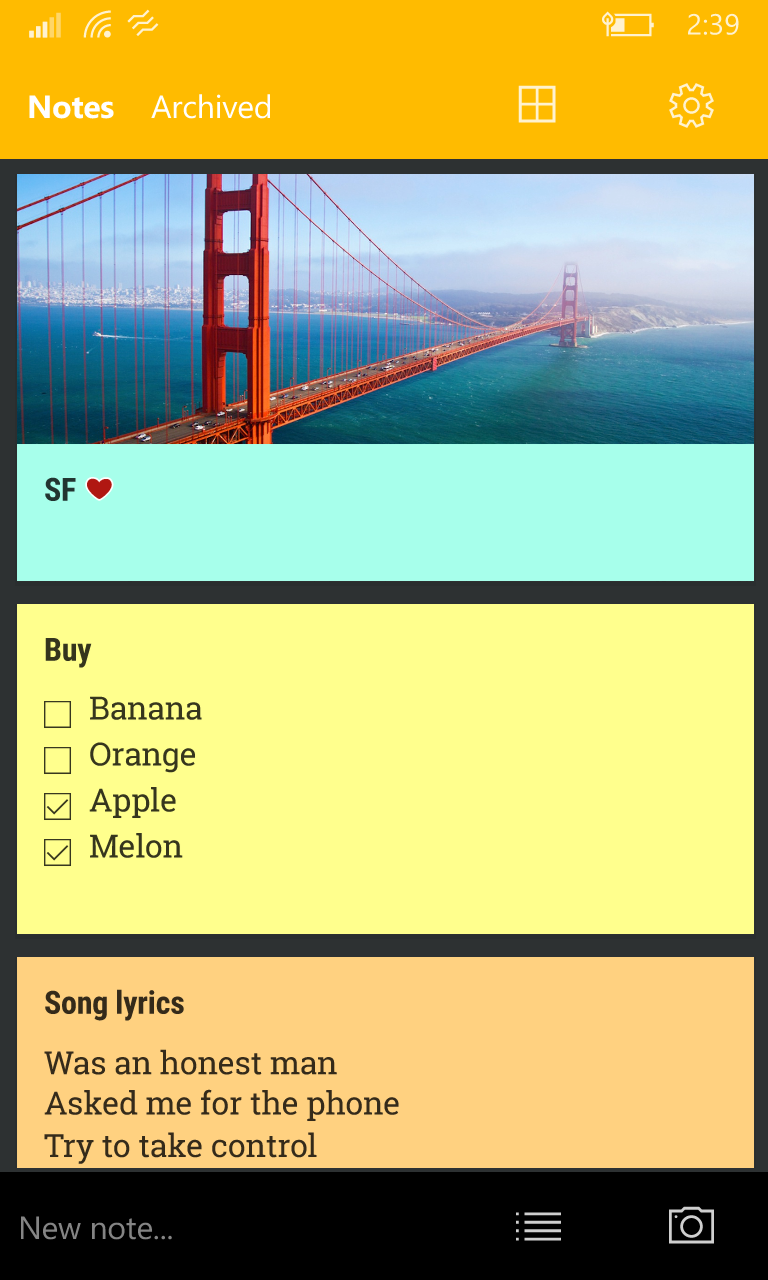 2:39
Notes Archived
SF ❤
Buy
Banana
Orange
Apple
Melon
Song lyrics
Was an honest man
Asked me for the phone
Try to take control
New note...